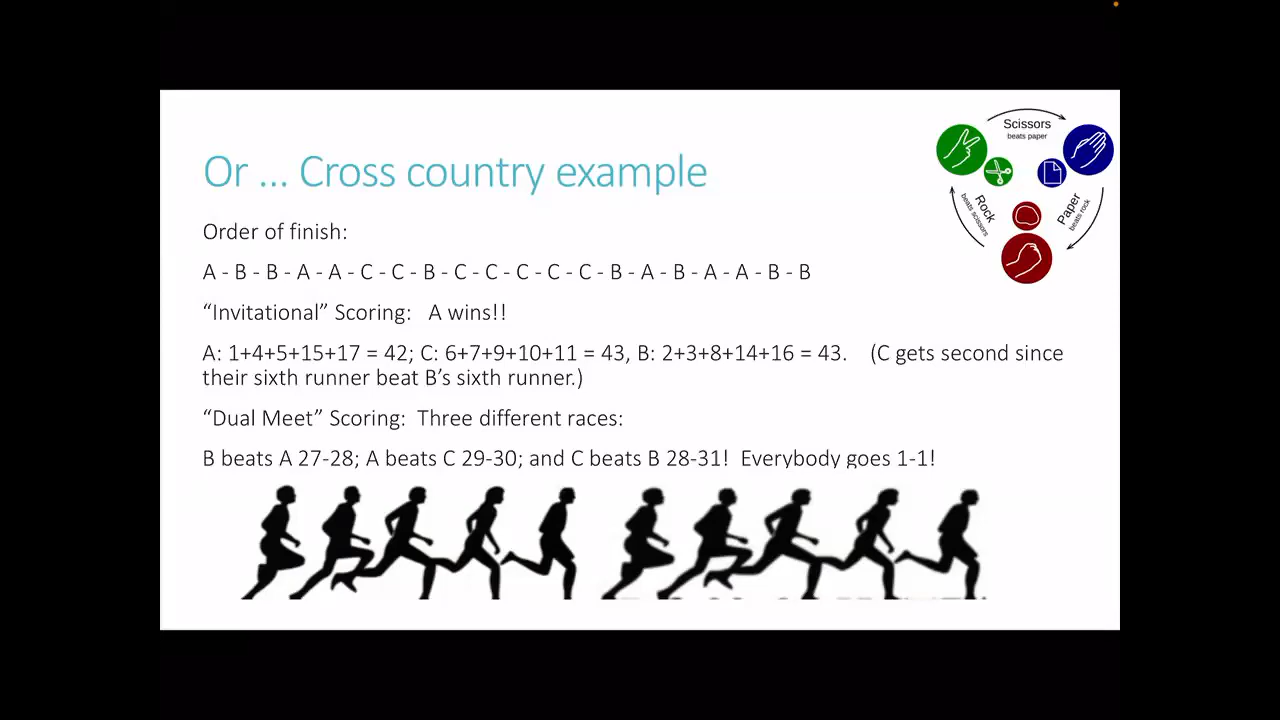 Scissors
beats paper
Or … Cross country example
Rock
beats scissors
Paper
beats rock
Order of finish:
A - B - B - A - A - C - C - B - C - C - C - C - C - B - A - B - A - A - B - B
“Invitational” Scoring: A wins!!
A: 1+4+5+15+17 = 42; C: 6+7+9+10+11 = 43, B: 2+3+8+14+16 = 43. (C gets second since
their sixth runner beat B’s sixth runner.)
“Dual Meet” Scoring: Three different races:
B beats A 27-28; A beats C 29-30; and C beats B 28-31! Everybody goes 1-1!